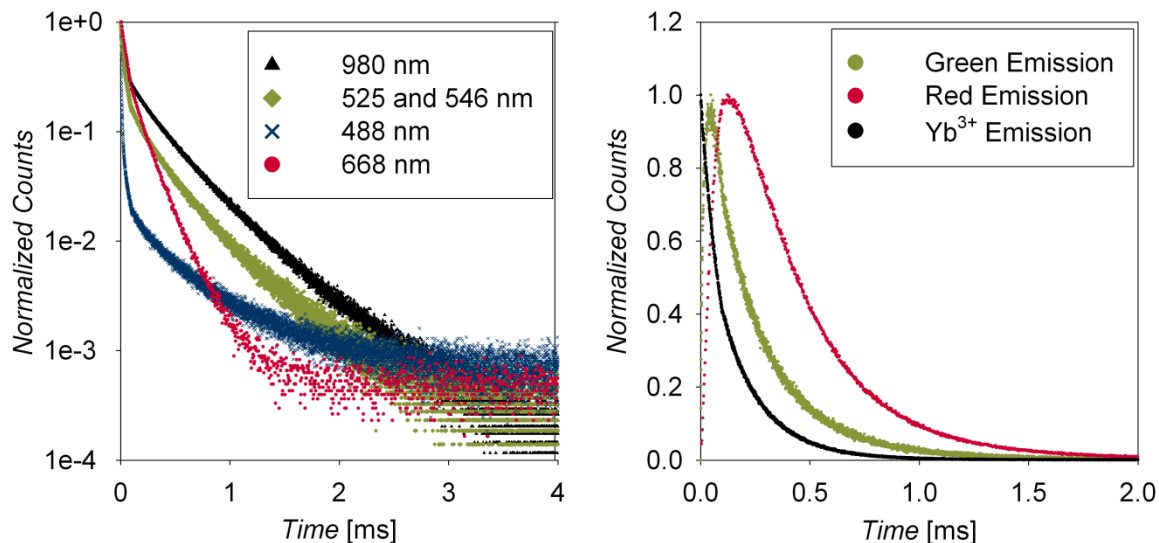 Normalized Counts
1e+0
1e-1
1e-2
1e-3
1e-4
980 nm
525 and 546 nm
488 nm
668 nm
0 1 2 3 4
Time [ms]
Normalized Counts
1.2
1.0
0.8
0.6
0.4
0.2
0.0
Green Emission
Red Emission
Yb³⁺ Emission
0.0 0.5 1.0 1.5 2.0
Time [ms]